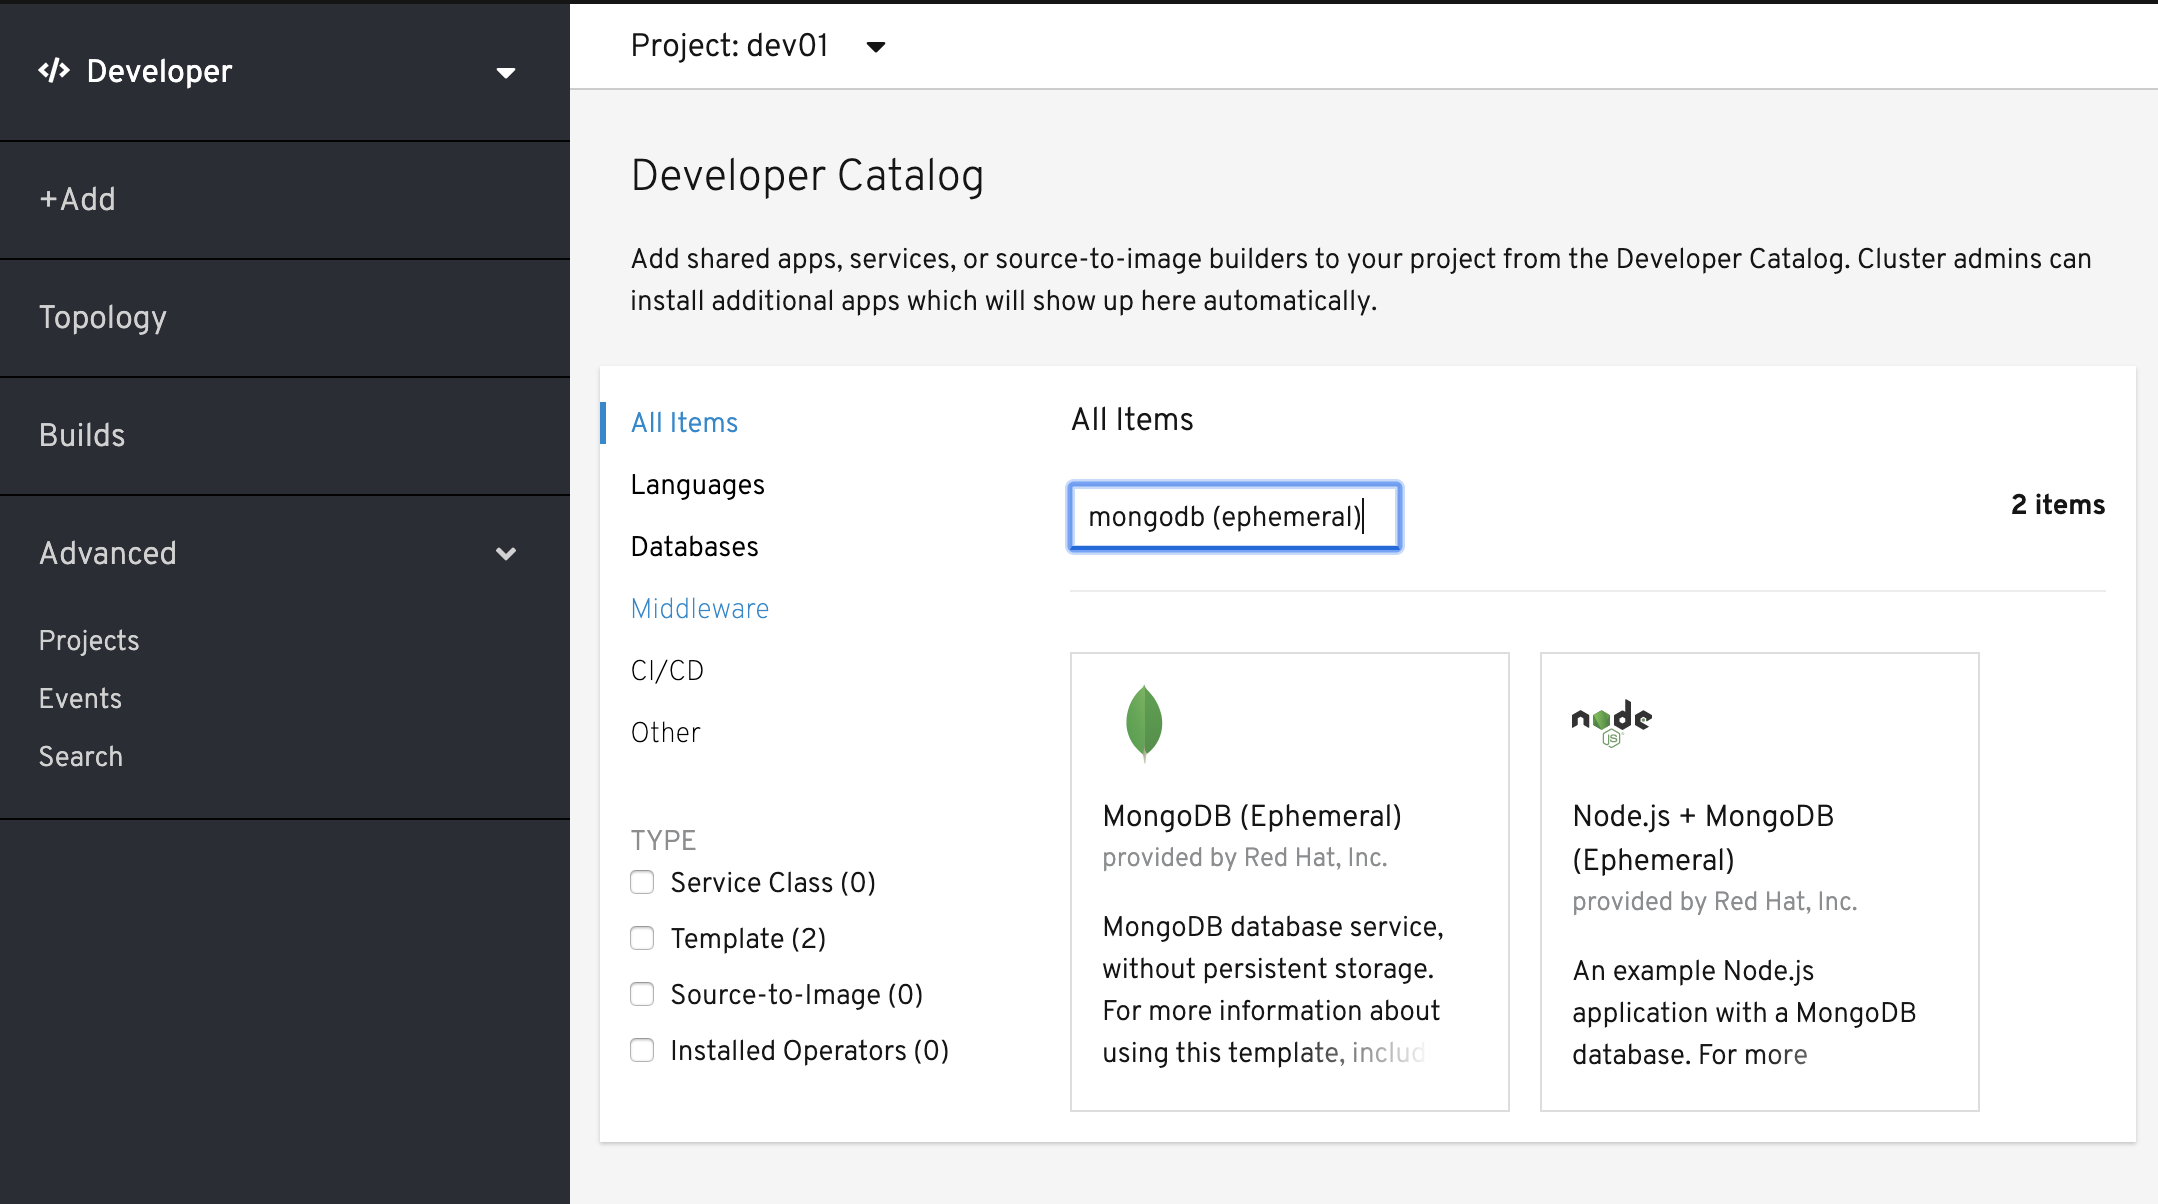 </> Developer
+Add
Topology
Builds
Advanced
Projects
Events
Search
Project: dev01
Developer Catalog
Add shared apps, services, or source-to-image builders to your project from the Developer Catalog. Cluster admins can
install additional apps which will show up here automatically.
All Items
Languages
Databases
Middleware
CI/CD
Other
TYPE
Service Class (0)
Template (2)
Source-to-Image (0)
Installed Operators (0)
All Items
mongodb (ephemeral)
2 items
MongoDB (Ephemeral)
provided by Red Hat, Inc.
MongoDB database service,
without persistent storage.
For more information about
using this template, includ
node
JS
Node.js + MongoDB
(Ephemeral)
provided by Red Hat, Inc.
An example Node.js
application with a MongoDB
database. For more